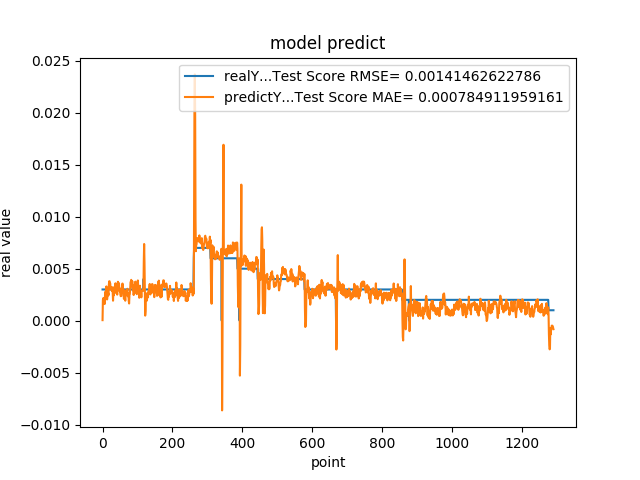 model predict
realY...Test Score RMSE= 0.00141462622786
predictY...Test Score MAE= 0.000784911959161
0.025
0.020
0.015
0.010
0.005
0.000
−0.005
−0.010
real value
0 200 400 600 800 1000 1200
point